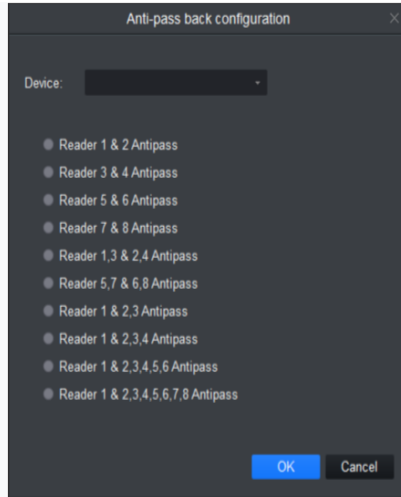 Anti-pass back configuration
Device:
Reader 1 & 2 Antipass
Reader 3 & 4 Antipass
Reader 5 & 6 Antipass
Reader 7 & 8 Antipass
Reader 1,3 & 2,4 Antipass
Reader 5,7 & 6,8 Antipass
Reader 1 & 2,3 Antipass
Reader 1 & 2,3,4 Antipass
Reader 1 & 2,3,4,5,6 Antipass
Reader 1 & 2,3,4,5,6,7,8 Antipass
OK Cancel